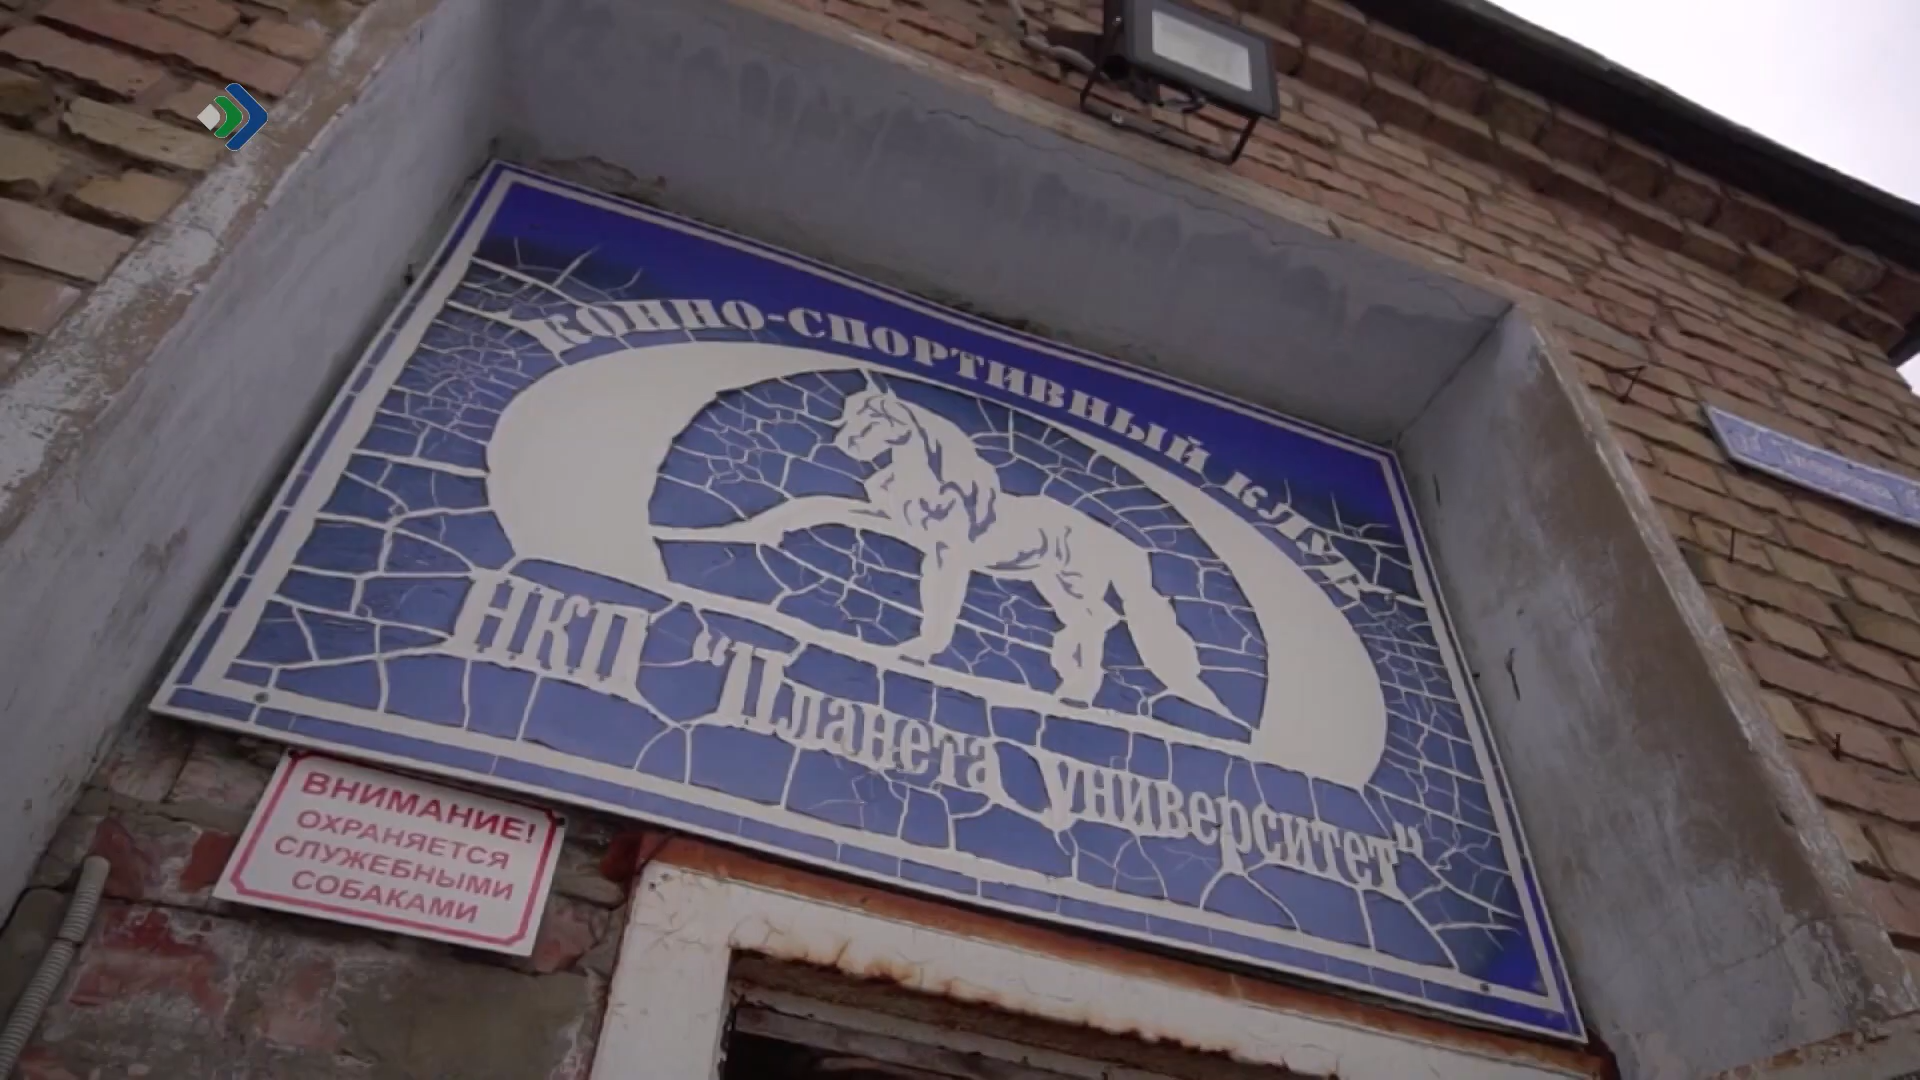 КОННО-СПОРТИВНЫЙ КЛУБ
НКП "Планета университет"
ВНИМАНИЕ!
ОХРАНЯЕТСЯ
СЛУЖЕБНЫМИ
СОБАКАМИ